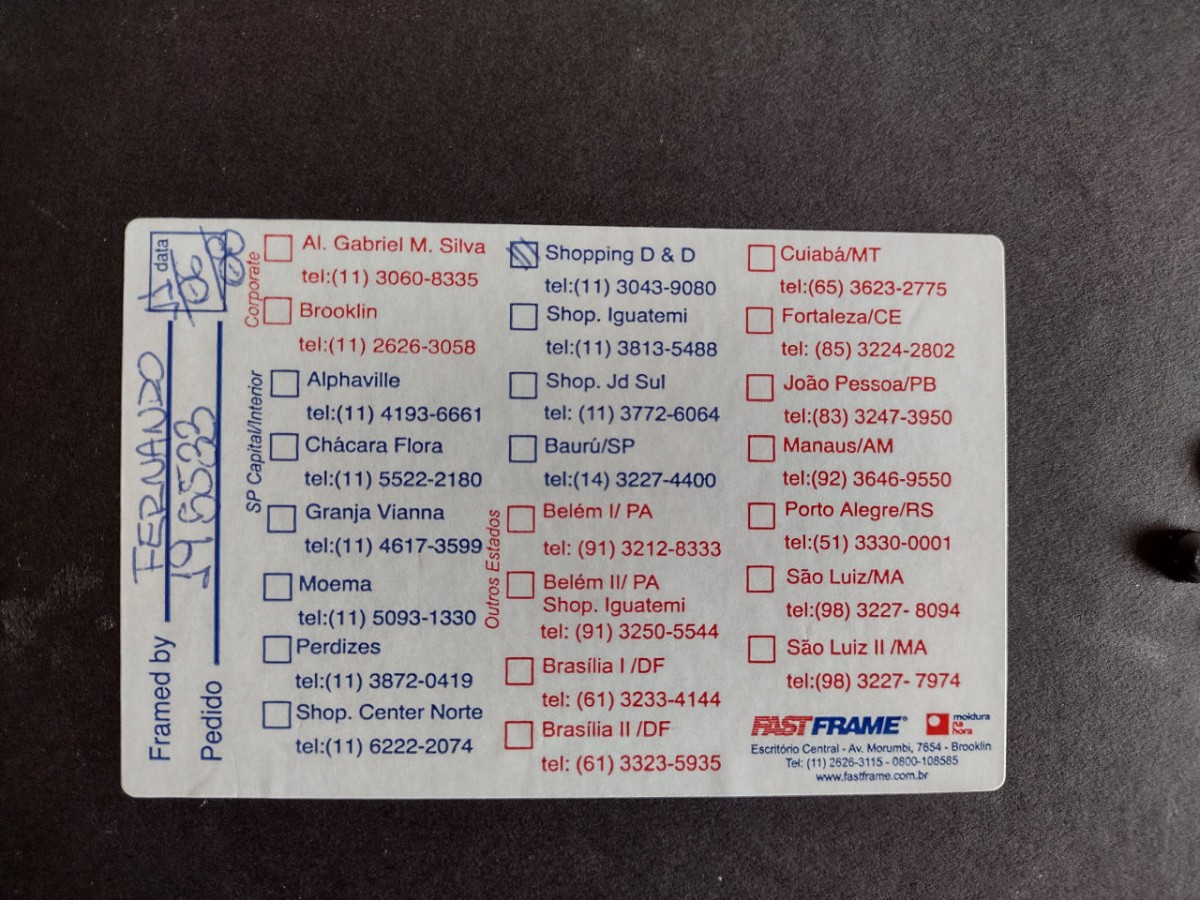 Framed by FERNANDO
Pedido
data
Corporate
Al. Gabriel M. Silva
tel:(11) 3060-8335
Brooklin
tel:(11) 2626-3058
SP Capital/Interior
Alphaville
tel:(11) 4193-6661
Chácara Flora
tel:(11) 5522-2180
Granja Vianna
tel:(11) 4617-3599
Moema
tel:(11) 5093-1330
Perdizes
tel:(11) 3872-0419
Shop. Center Norte
tel:(11) 6222-2074
Shopping D & D
tel:(11) 3043-9080
Shop. Iguatemi
tel:(11) 3813-5488
Shop. Jd Sul
tel: (11) 3772-6064
Baurú/SP
tel:(14) 3227-4400
Outros Estados
Belém I/ PA
tel: (91) 3212-8333
Belém II/ PA
Shop. Iguatemi
tel: (91) 3250-5544
Brasília I /DF
tel: (61) 3233-4144
Brasília II /DF
tel: (61) 3323-5935
Cuiabá/MT
tel:(65) 3623-2775
Fortaleza/CE
tel: (85) 3224-2802
João Pessoa/PB
tel:(83) 3247-3950
Manaus/AM
tel:(92) 3646-9550
Porto Alegre/RS
tel:(51) 3330-0001
São Luiz/MA
tel:(98) 3227- 8094
São Luiz II /MA
tel:(98) 3227- 7974
FASTFRAME®
moldura
na
hora
Escritório Central - Av. Morumbi, 7654 - Brooklin
Tel: (11) 2626-3115 - 0800-108585
www.fastframe.com.br